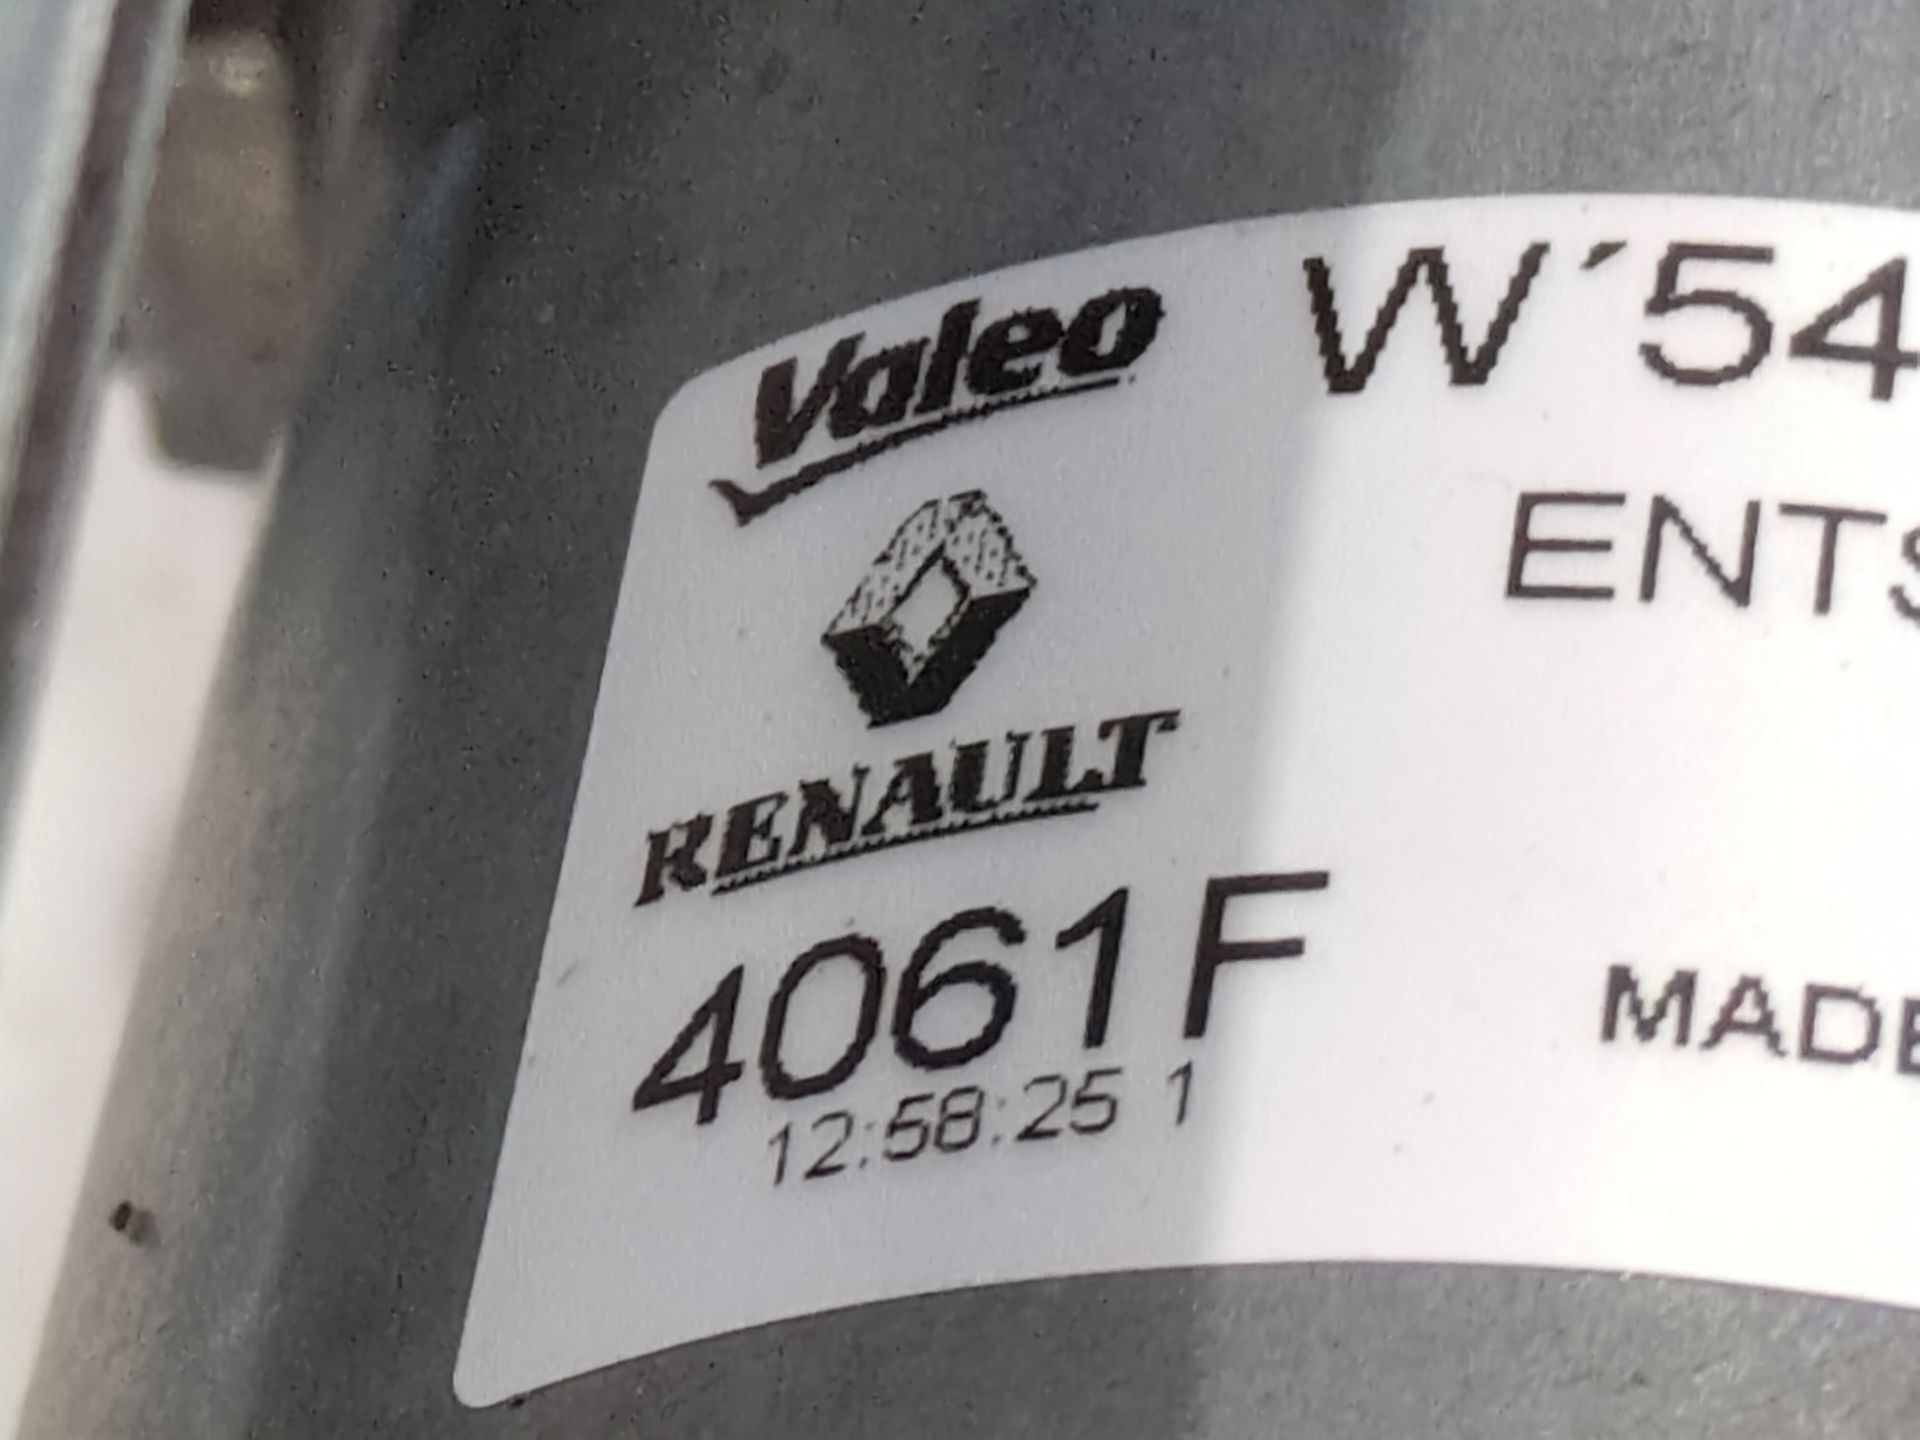 Valeo W´54
ENTS
RENAULT
4061F
MADE
12:58:25 1